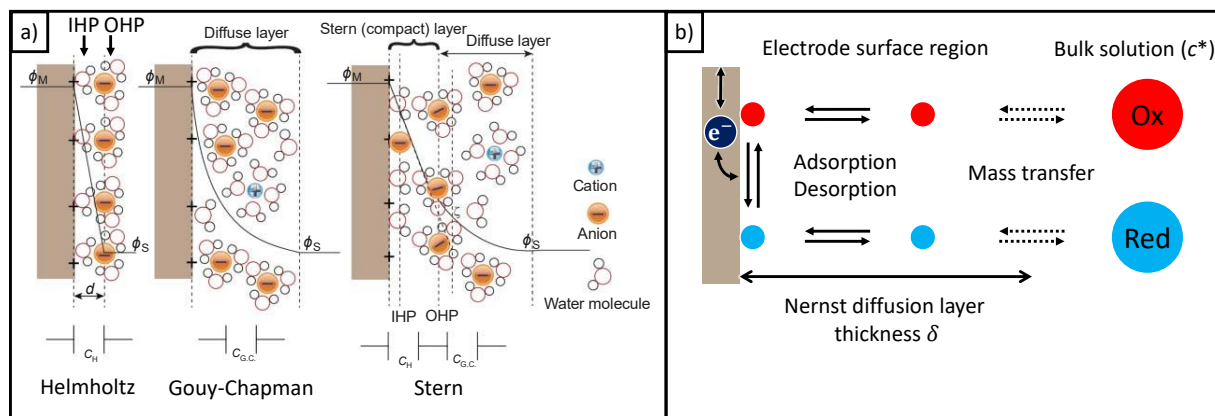 a)
IHP OHP
Diffuse layer
Stern (compact) layer
Diffuse layer
ϕM
ϕM
ϕM
+
+
+
+
+
+
+
+
+
+
+
+
−
−
−
−
−
−
−
−
−
−
−
−
−
−
+
+
ϕS
ϕS
ϕS
d
+
Cation
−
Anion
Water molecule
IHP
OHP
CH
CG.C.
CH
CG.C.
Helmholtz
Gouy-Chapman
Stern
b)
Electrode surface region
Bulk solution (c*)
e−
Ox
Adsorption
Desorption
Mass transfer
Red
Nernst diffusion layer
thickness δ